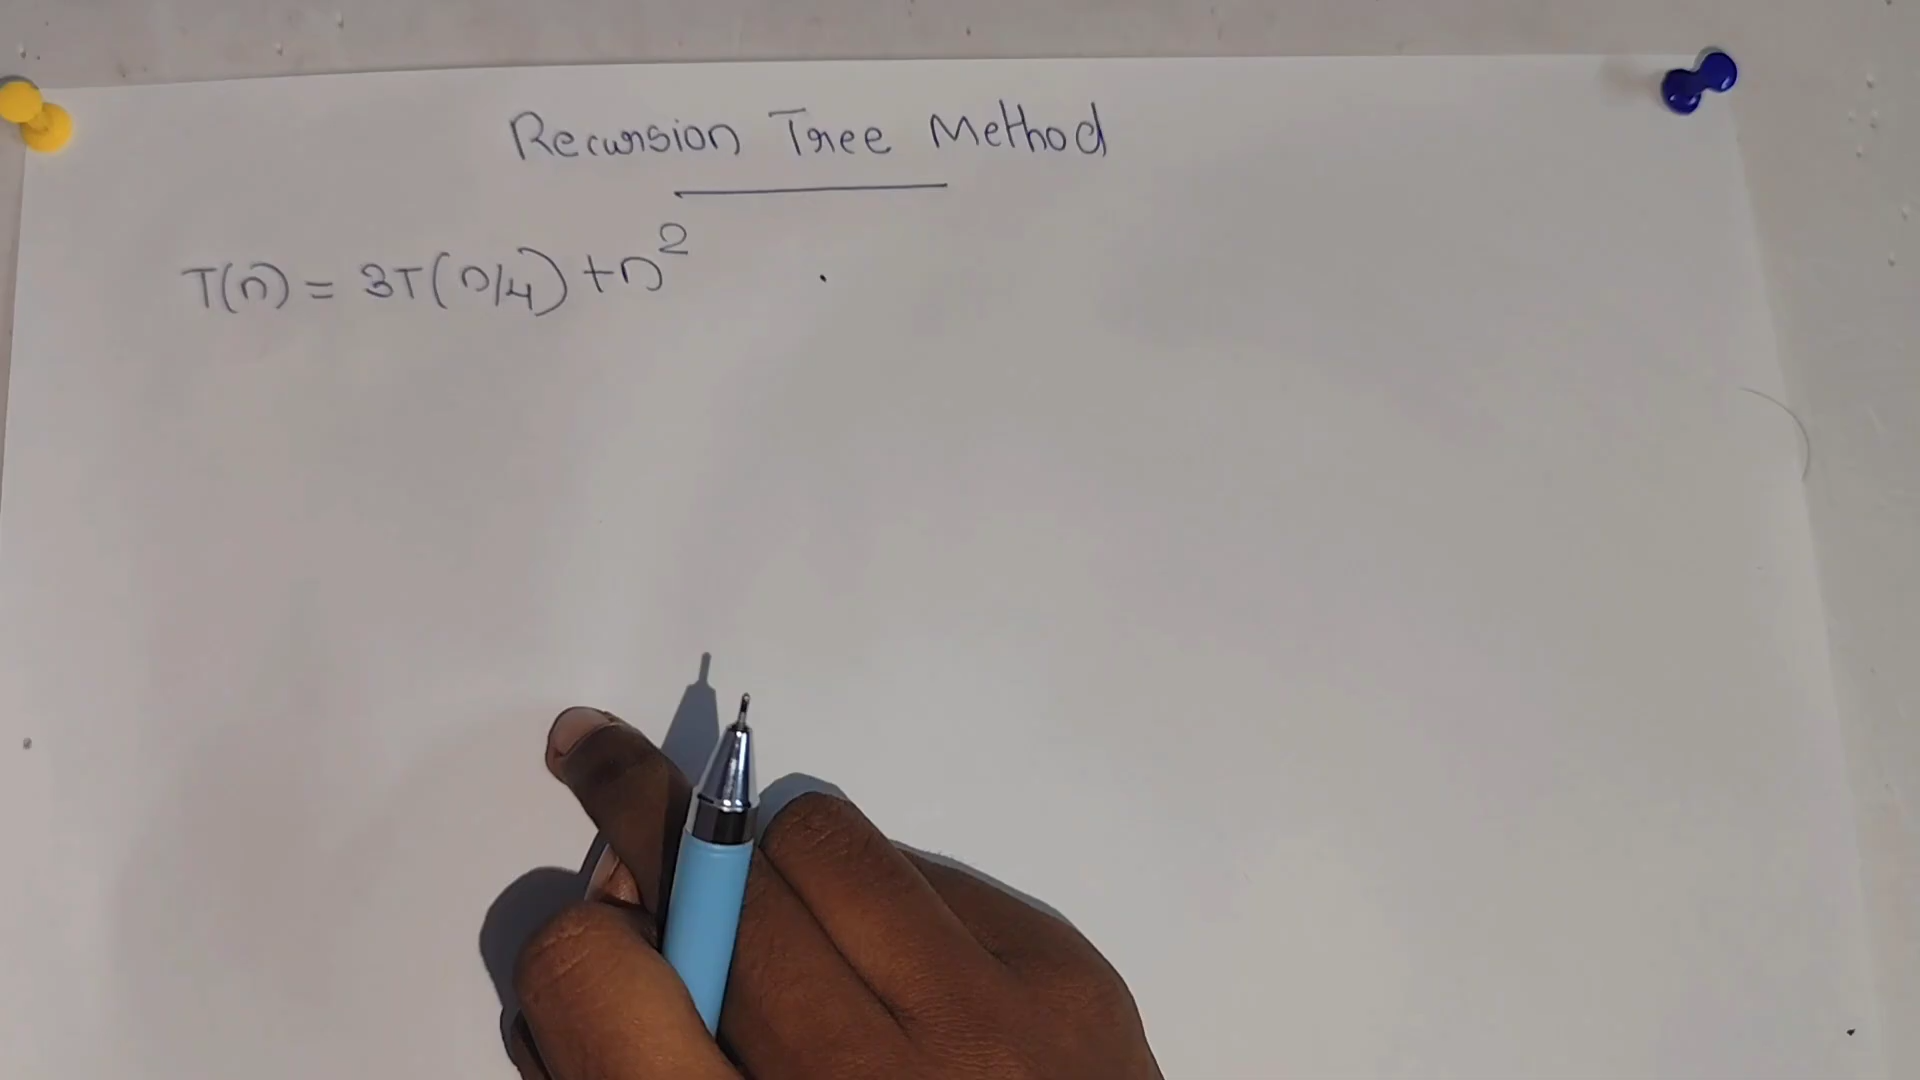 Recursion Tree Method
T(n) = 3T(n/4) + n²